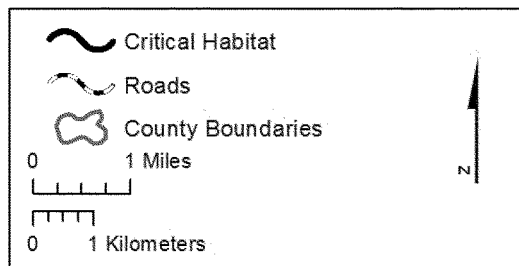 Critical Habitat
Roads
County Boundaries
0 1 Miles
0 1 Kilometers
N